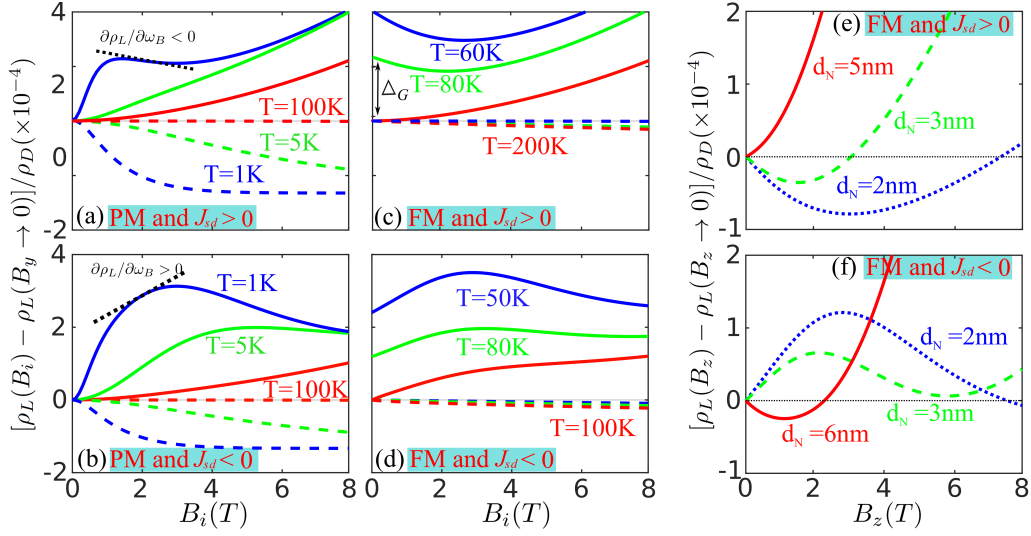 [ρ_L(B_i) − ρ_L(B_y → 0)]/ρ_D(×10⁻⁴)
4
2
0
-2
∂ρ_L/∂ω_B < 0
T=100K
T=5K
T=1K
(a) PM and J_sd > 0
T=60K
T=80K
Δ_G
T=200K
(c) FM and J_sd > 0
4
2
0
-2
∂ρ_L/∂ω_B > 0
T=1K
T=5K
T=100K
(b) PM and J_sd < 0
0 2 4 6 8
B_i(T)
T=50K
T=80K
T=100K
(d) FM and J_sd < 0
0 2 4 6 8
B_i(T)
[ρ_L(B_z) − ρ_L(B_z → 0)]/ρ_D(×10⁻⁴)
2
1
0
-1
(e) FM and J_sd > 0
d_N=5nm
d_N=3nm
d_N=2nm
2
1
0
-1
(f) FM and J_sd < 0
d_N=2nm
d_N=3nm
d_N=6nm
0 2 4 6 8
B_z(T)